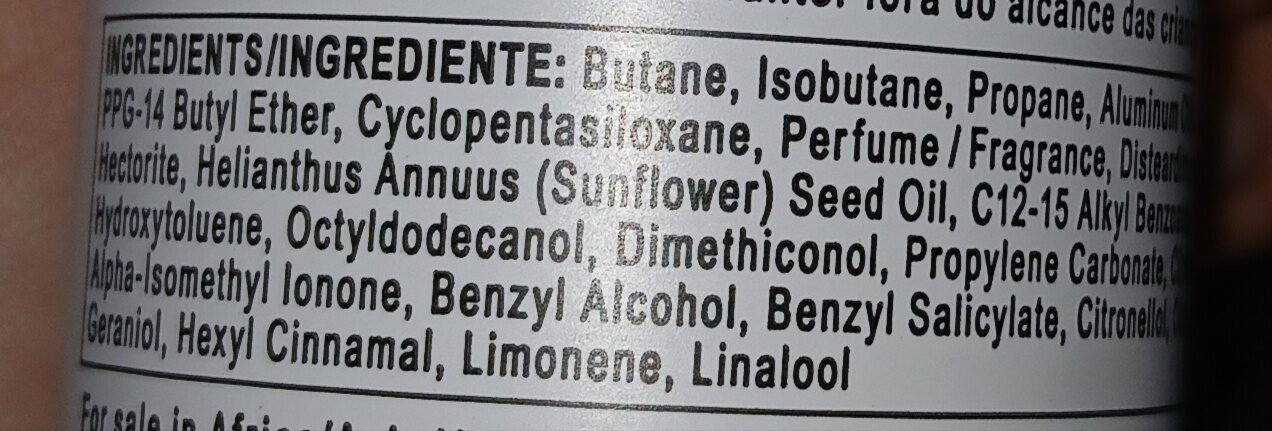 fora do alcance das
INGREDIENTS/INGREDIENTE: Butane, Isobutane, Propane, Aluminum
PPG-14 Butyl Ether, Cyclopentasiloxane, Perfume / Fragrance,
Hectorite, Helianthus Annuus (Sunflower) Seed Oil, C12-15 Alkyl
Hydroxytoluene, Octyldodecanol, Dimethiconol, Propylene Carbonate,
Alpha-Isomethyl Ionone, Benzyl Alcohol, Benzyl Salicylate, Citronellol,
Geraniol, Hexyl Cinnamal, Limonene, Linalool
For sale in